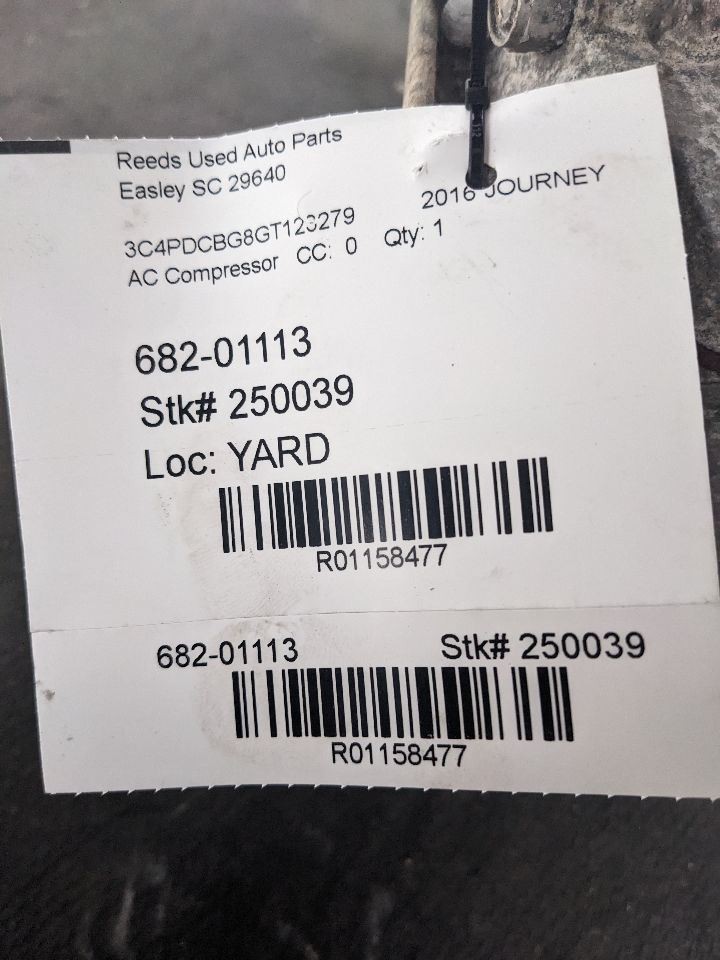 Reeds Used Auto Parts
Easley SC 29640
2016 JOURNEY
3C4PDCBG8GT123279
AC Compressor CC: 0 Qty: 1
682-01113
Stk# 250039
Loc: YARD
R01158477
682-01113 Stk# 250039
R01158477